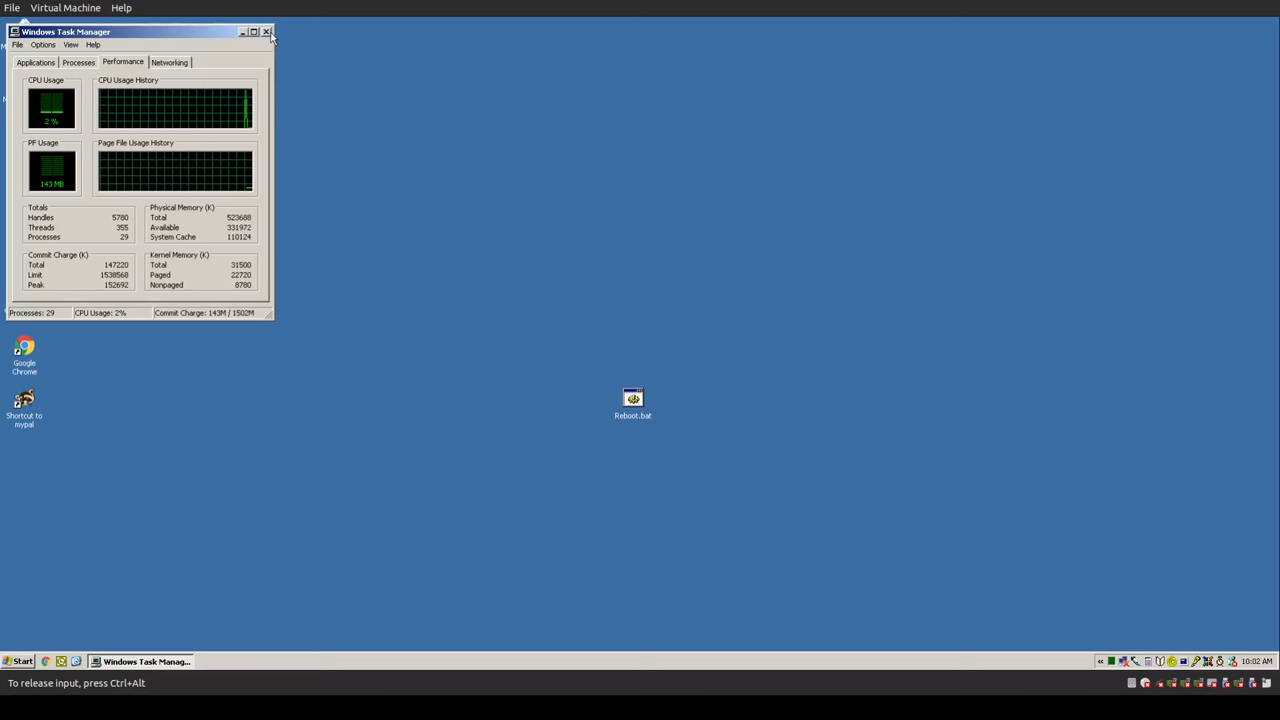 File Virtual Machine Help
Windows Task Manager
File Options View Help
Applications Processes Performance Networking
CPU Usage CPU Usage History
2 %
PF Usage Page File Usage History
143 MB
Totals
Handles 5780
Threads 355
Processes 29
Physical Memory (K)
Total 523688
Available 331972
System Cache 110124
Commit Charge (K)
Total 147220
Limit 1538568
Peak 152692
Kernel Memory (K)
Total 31500
Paged 22720
Nonpaged 8780
Processes: 29 CPU Usage: 2% Commit Charge: 143M / 1502M
Google
Chrome
Shortcut to
mypal
Reboot.bat
Start Windows Task Manag... 10:02 AM
To release input, press Ctrl+Alt